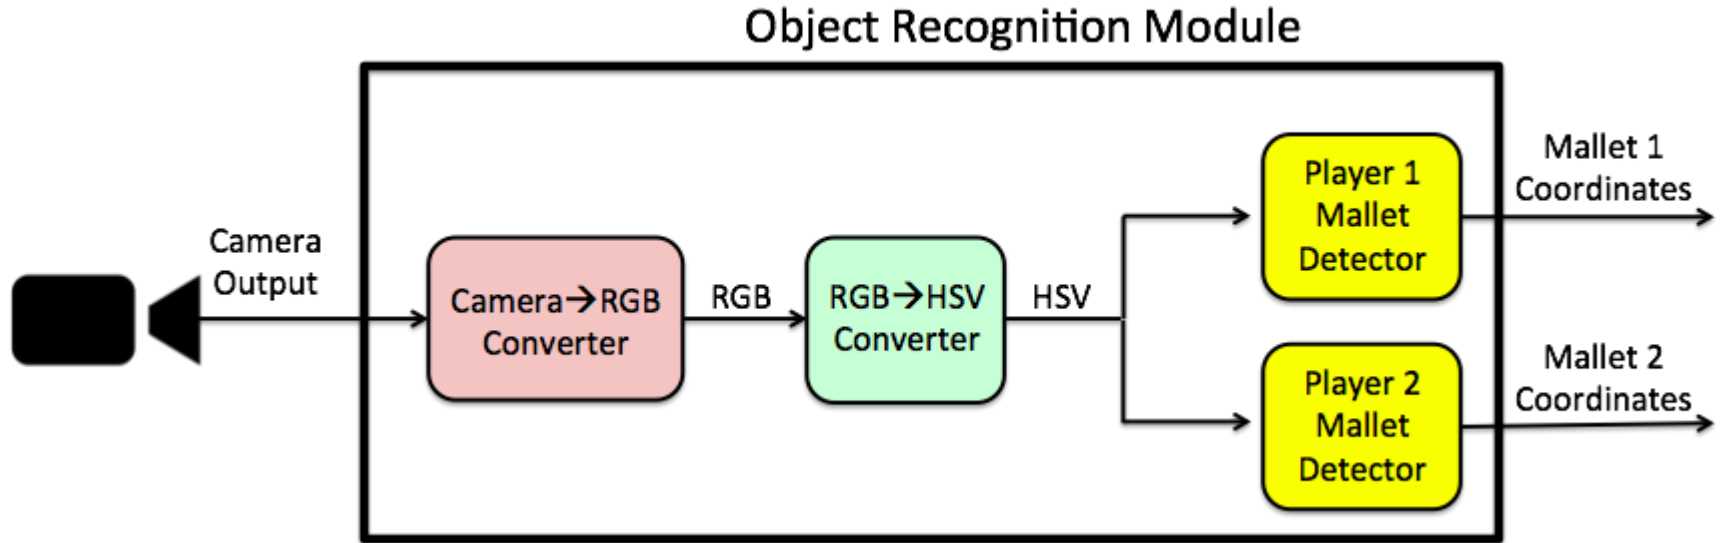 Object Recognition Module
Camera
Output
Camera→RGB
Converter
RGB
RGB→HSV
Converter
HSV
Player 1
Mallet
Detector
Mallet 1
Coordinates
Player 2
Mallet
Detector
Mallet 2
Coordinates